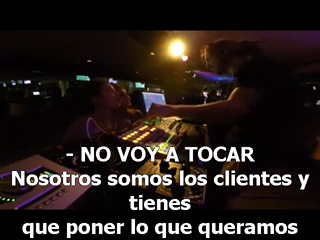 - NO VOY A TOCAR
Nosotros somos los clientes y
tienes
que poner lo que queramos